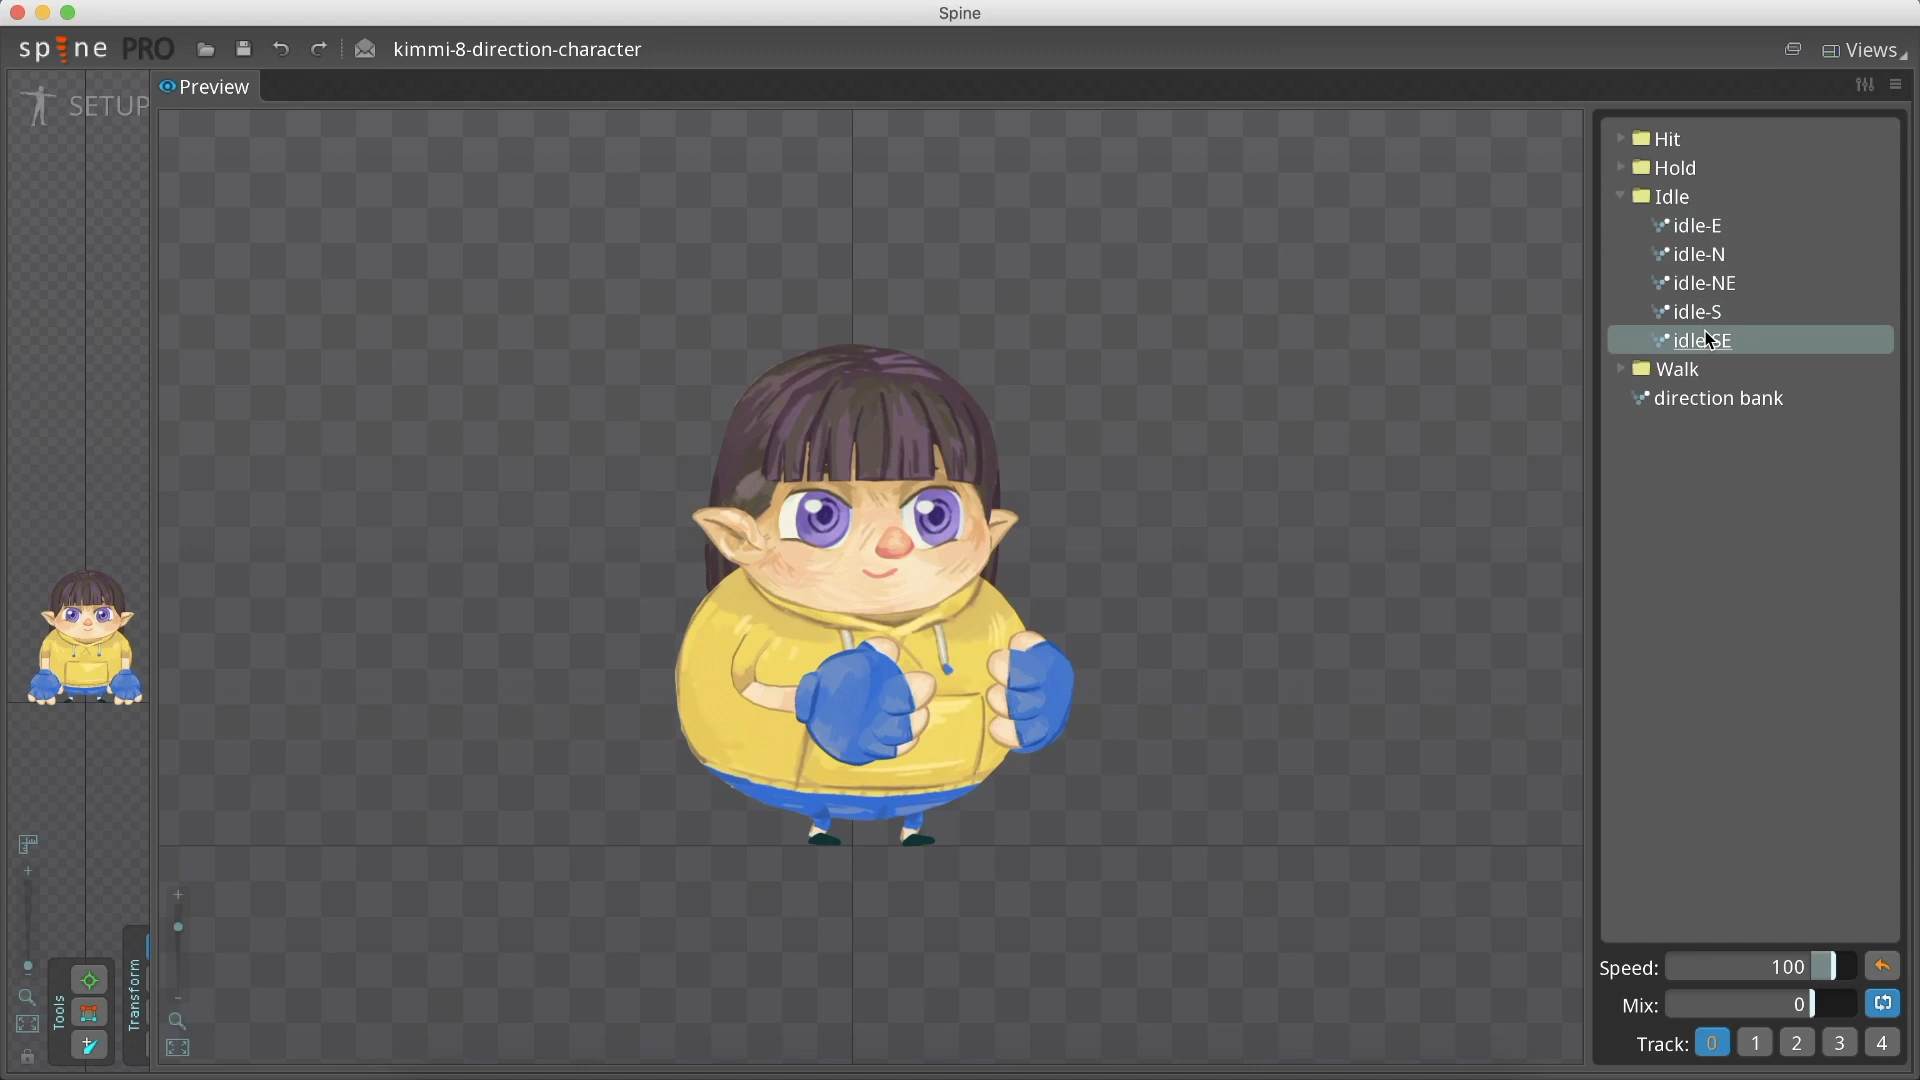 Spine
spine PRO
kimmi-8-direction-character
Views
SETUP
Preview
Hit
Hold
Idle
idle-E
idle-N
idle-NE
idle-S
idle-SE
Walk
direction bank
Tools
Transform
Speed: 100
Mix: 0
Track: 0 1 2 3 4